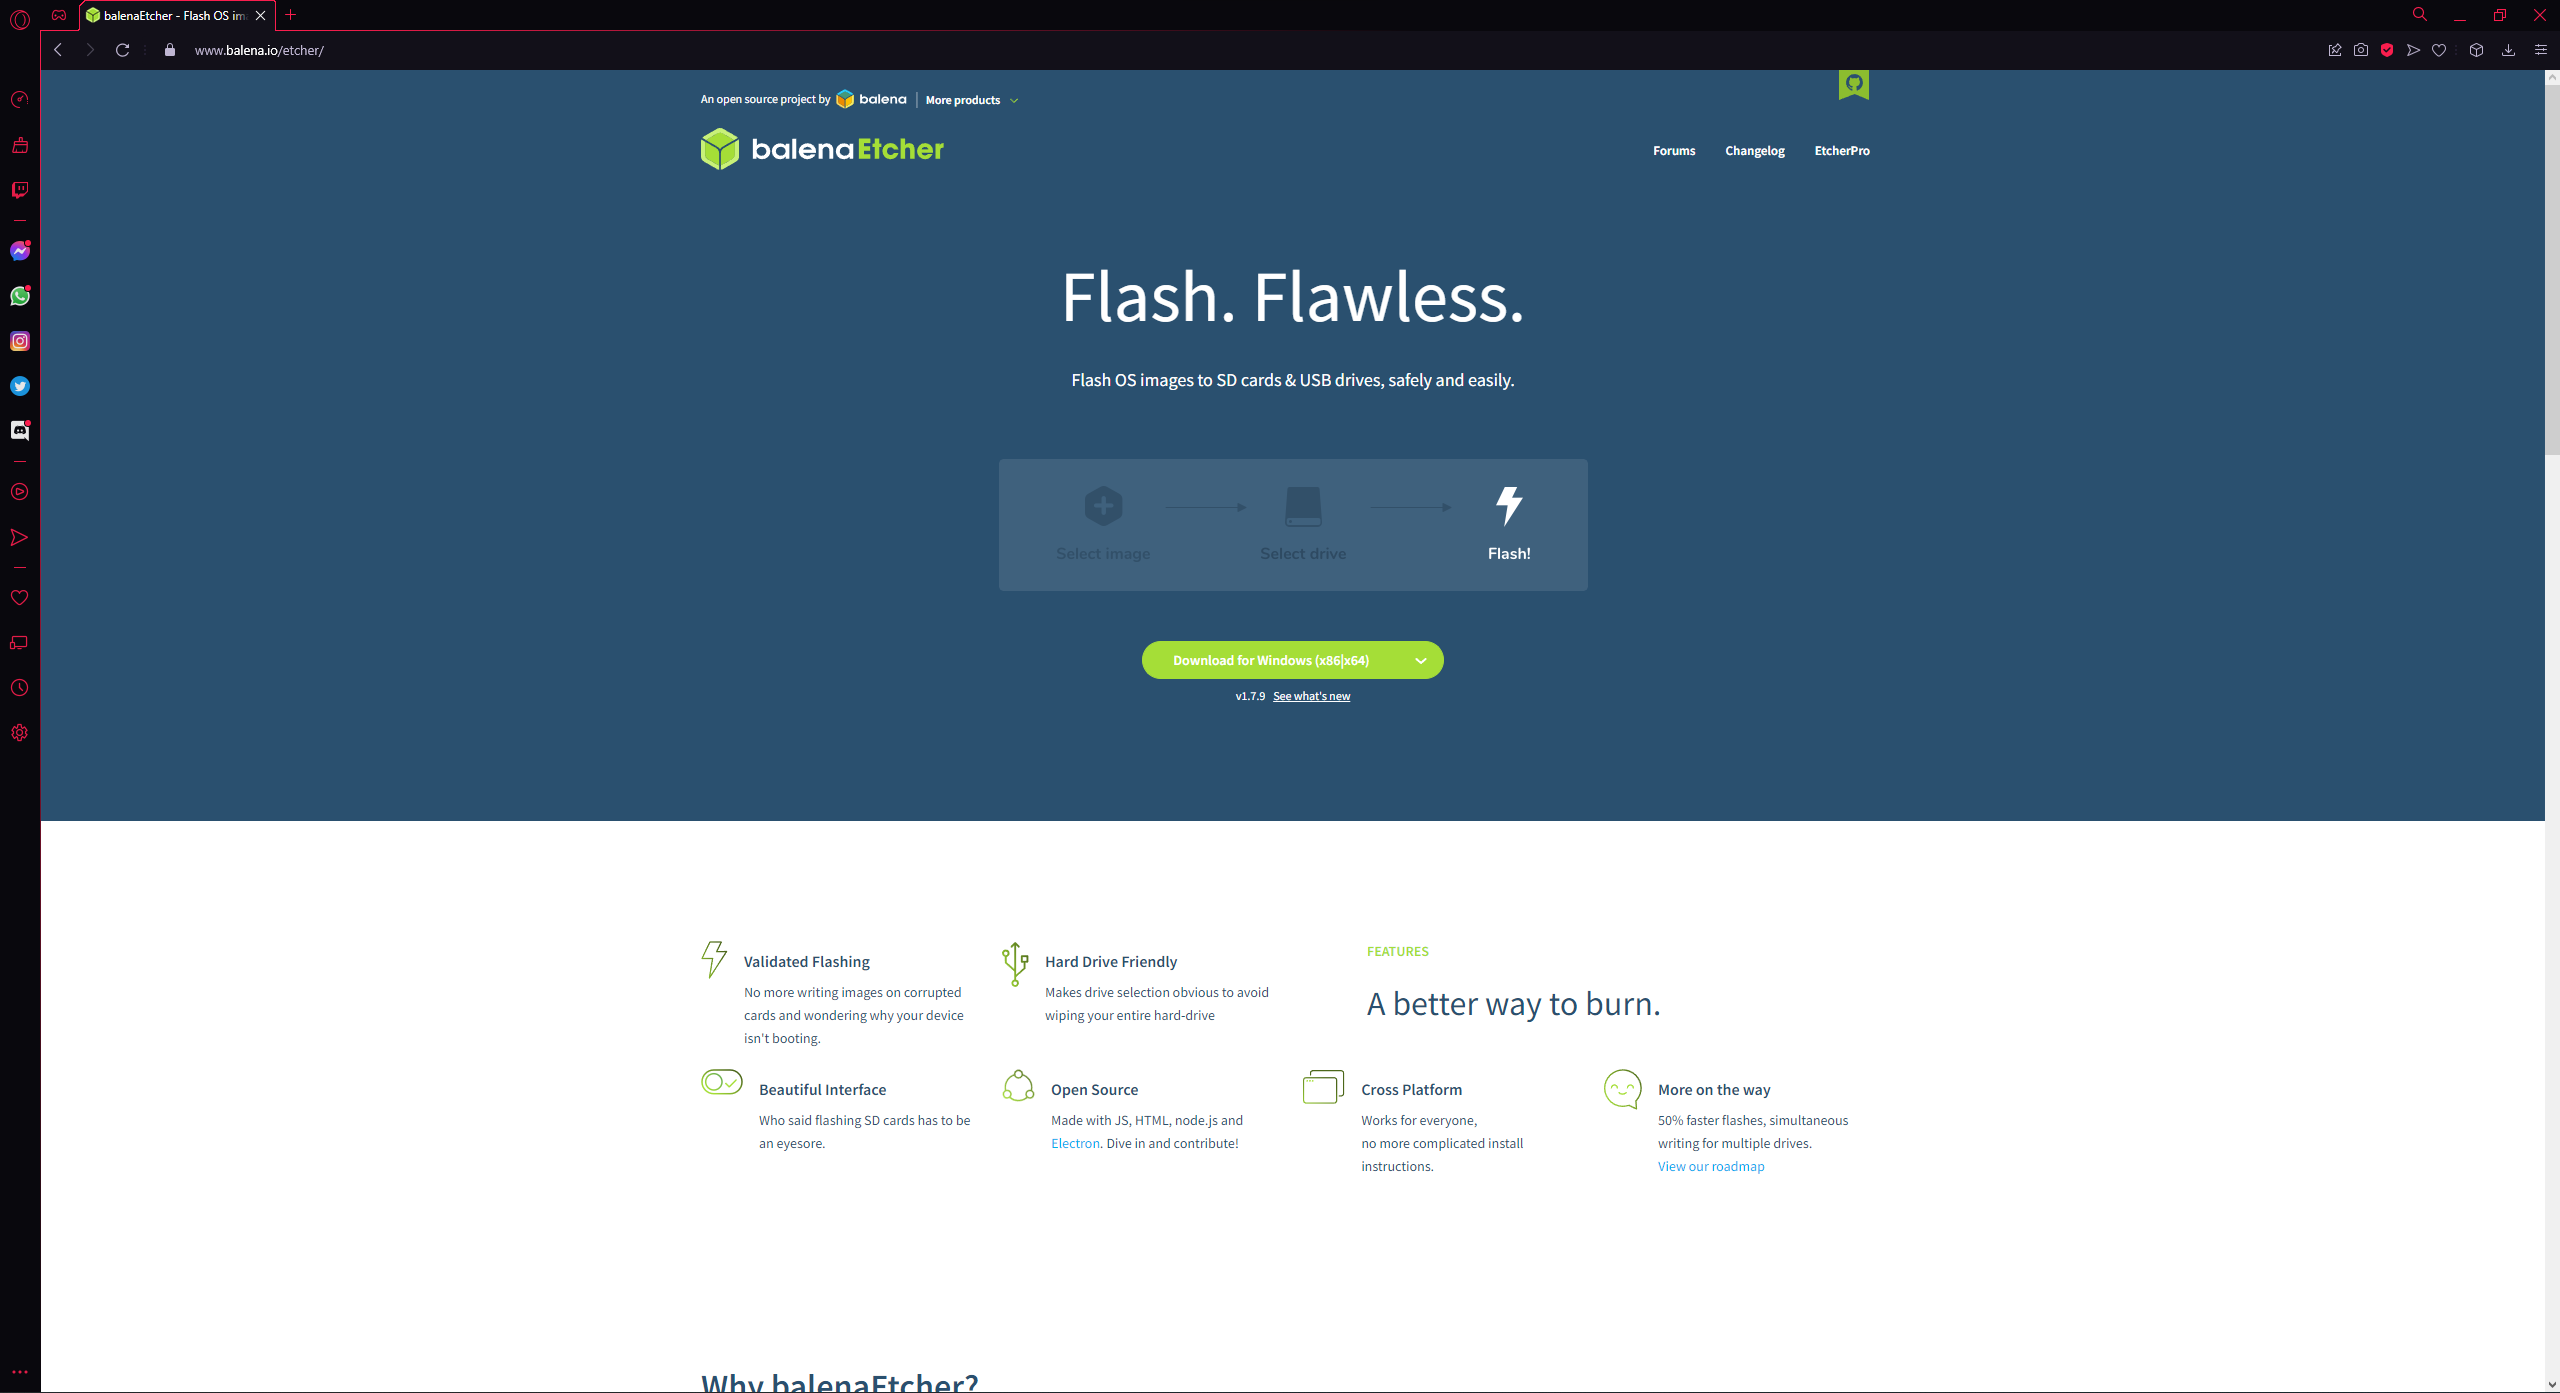 balenaEtcher - Flash OS im
www.balena.io/etcher/
An open source project by balena | More products
balenaEtcher
Forums Changelog EtcherPro
Flash. Flawless.
Flash OS images to SD cards & USB drives, safely and easily.
Select image Select drive Flash!
Download for Windows (x86|x64)
v1.7.9 See what's new
Validated Flashing
No more writing images on corrupted
cards and wondering why your device
isn't booting.
Hard Drive Friendly
Makes drive selection obvious to avoid
wiping your entire hard-drive
FEATURES
A better way to burn.
Beautiful Interface
Who said flashing SD cards has to be
an eyesore.
Open Source
Made with JS, HTML, node.js and
Electron. Dive in and contribute!
Cross Platform
Works for everyone,
no more complicated install
instructions.
More on the way
50% faster flashes, simultaneous
writing for multiple drives.
View our roadmap
Why balenaEtcher?